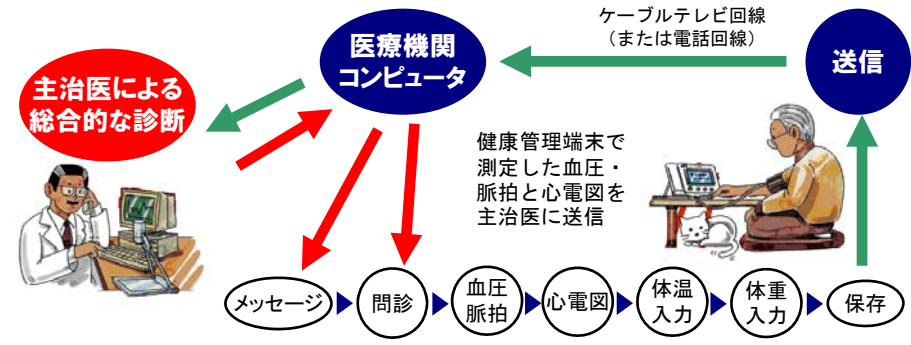 ケーブルテレビ回線
（または電話回線）
医療機関
コンピュータ
送信
主治医による
総合的な診断
健康管理端末で
測定した血圧・
脈拍と心電図を
主治医に送信
メッセージ
問診
血圧
脈拍
心電図
体温
入力
体重
入力
保存